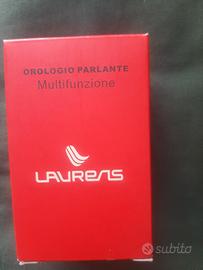 OROLOGIO PARLANTE
Multifunzione
LAURENS
subito